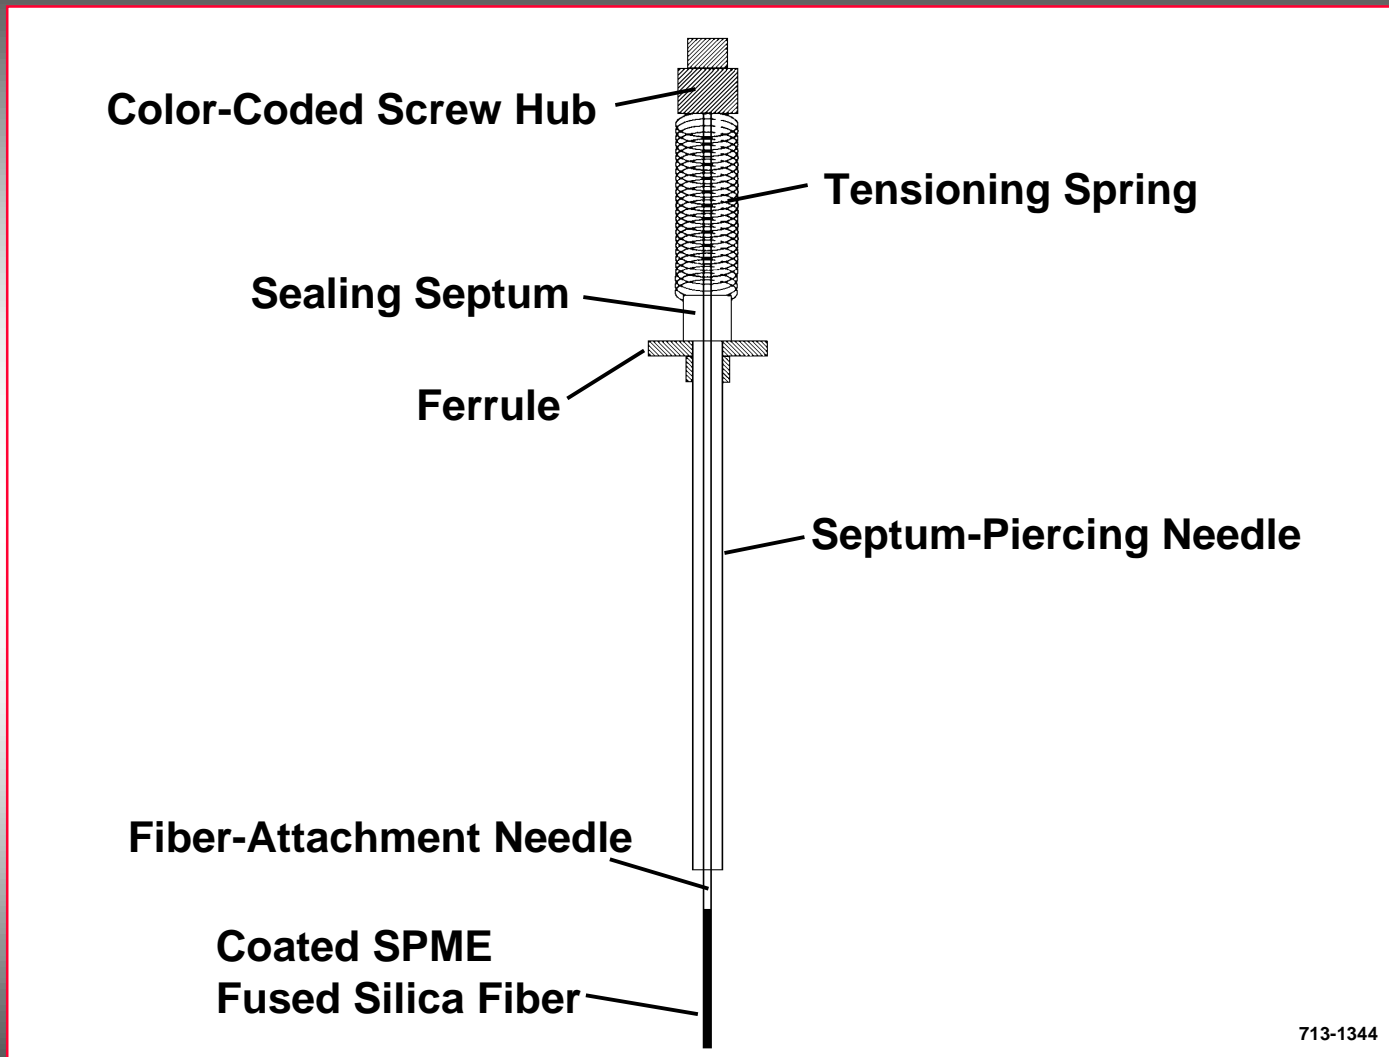 Color-Coded Screw Hub
Tensioning Spring
Sealing Septum
Ferrule
Septum-Piercing Needle
Fiber-Attachment Needle
Coated SPME
Fused Silica Fiber
713-1344